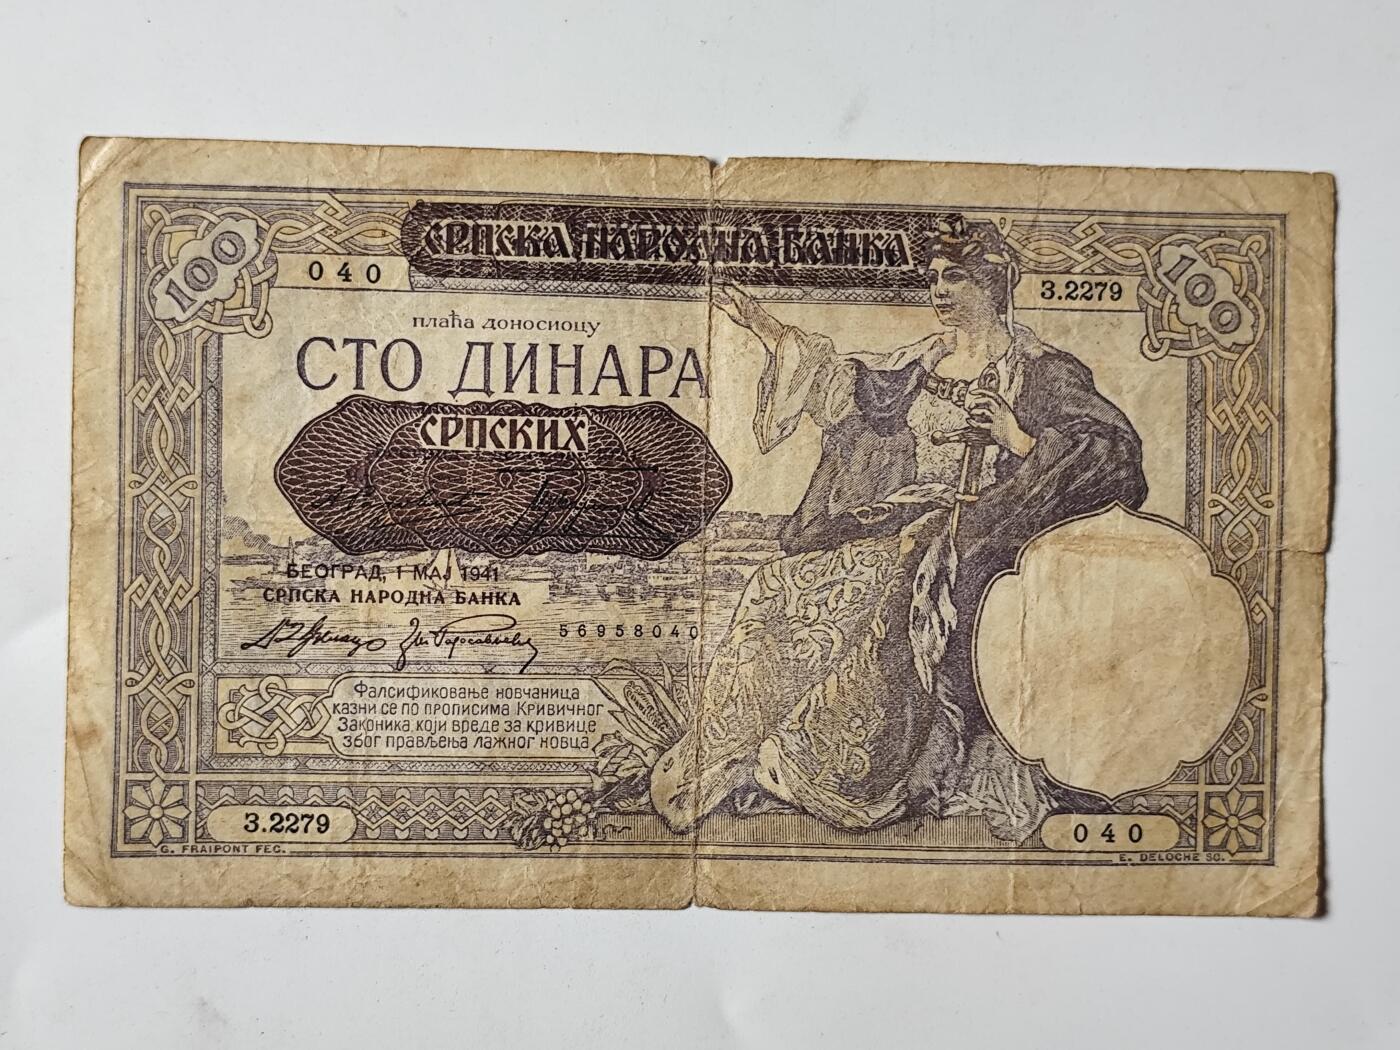 СРПСКА НАРОДНА БАНКА
100
040
3.2279
100
плаћа доносиоцу
СТО ДИНАРА
СРПСКИХ
БЕОГРАД, 1 МАЈ 1941
СРПСКА НАРОДНА БАНКА
56958040
Фалсификовање новчаница
казни се по прописима Кривичног
Законика који вреде за кривице
због прављења лажног новца
3.2279
040
G. FRAIPONT FEC.
E. DELOCHE SC.